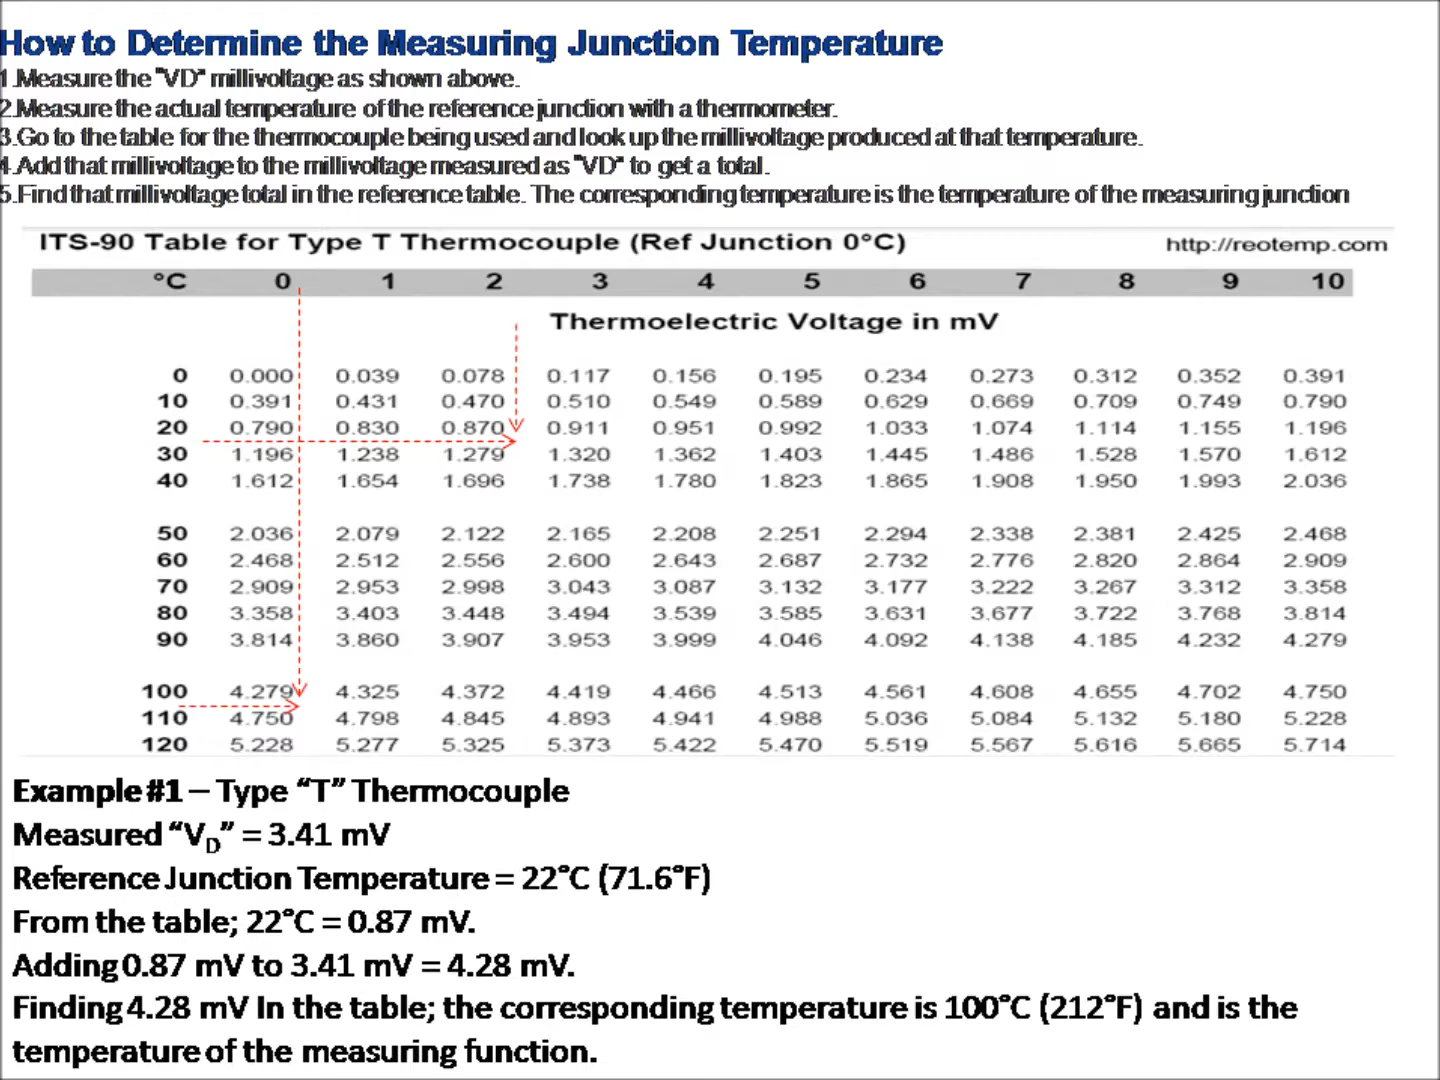 How to Determine the Measuring Junction Temperature
1.Measure the "VD" millivoltage as shown above.
2.Measure the actual temperature of the reference junction with a thermometer.
3.Go to the table for the thermocouple being used and look up the millivoltage produced at that temperature.
4.Add that millivoltage to the millivoltage measured as "VD" to get a total.
5.Find that millivoltage total in the reference table. The corresponding temperature is the temperature of the measuring junction
ITS-90 Table for Type T Thermocouple (Ref Junction 0°C) http://reotemp.com
°C 0 1 2 3 4 5 6 7 8 9 10
Thermoelectric Voltage in mV
0 0.000 0.039 0.078 0.117 0.156 0.195 0.234 0.273 0.312 0.352 0.391
10 0.391 0.431 0.470 0.510 0.549 0.589 0.629 0.669 0.709 0.749 0.790
20 0.790 0.830 0.870 0.911 0.951 0.992 1.033 1.074 1.114 1.155 1.196
30 1.196 1.238 1.279 1.320 1.362 1.403 1.445 1.486 1.528 1.570 1.612
40 1.612 1.654 1.696 1.738 1.780 1.823 1.865 1.908 1.950 1.993 2.036
50 2.036 2.079 2.122 2.165 2.208 2.251 2.294 2.338 2.381 2.425 2.468
60 2.468 2.512 2.556 2.600 2.643 2.687 2.732 2.776 2.820 2.864 2.909
70 2.909 2.953 2.998 3.043 3.087 3.132 3.177 3.222 3.267 3.312 3.358
80 3.358 3.403 3.448 3.494 3.539 3.585 3.631 3.677 3.722 3.768 3.814
90 3.814 3.860 3.907 3.953 3.999 4.046 4.092 4.138 4.185 4.232 4.279
100 4.279 4.325 4.372 4.419 4.466 4.513 4.561 4.608 4.655 4.702 4.750
110 4.750 4.798 4.845 4.893 4.941 4.988 5.036 5.084 5.132 5.180 5.228
120 5.228 5.277 5.325 5.373 5.422 5.470 5.519 5.567 5.616 5.665 5.714
Example #1 – Type “T” Thermocouple
Measured “VD” = 3.41 mV
Reference Junction Temperature = 22°C (71.6°F)
From the table; 22°C = 0.87 mV.
Adding 0.87 mV to 3.41 mV = 4.28 mV.
Finding 4.28 mV In the table; the corresponding temperature is 100°C (212°F) and is the
temperature of the measuring function.